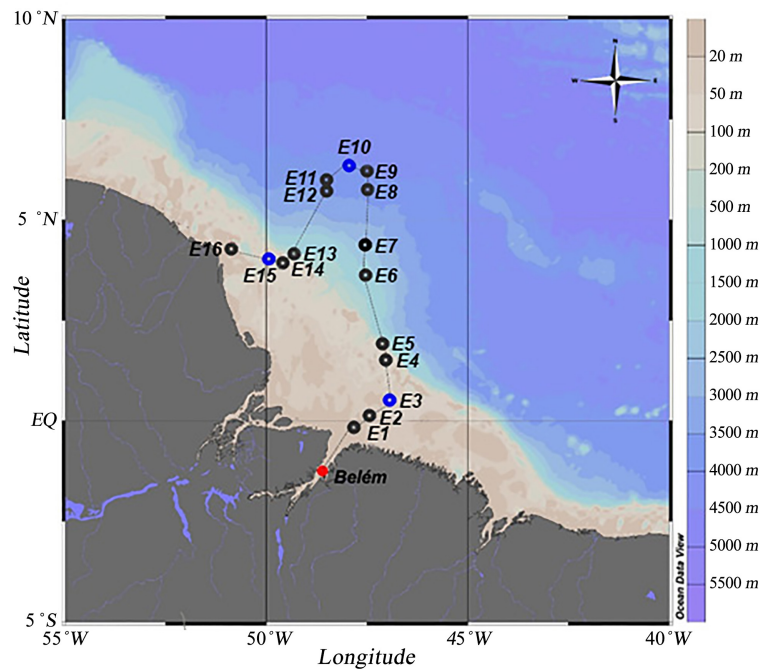 10 °N
5 °N
EQ
5 °S
55 °W
50 °W
45 °W
40 °W
Latitude
Longitude
N
W
E
S
E10
E9
E11
E8
E12
E7
E16
E13
E14
E15
E6
E5
E4
E3
E2
E1
Belém
Ocean Data View
20 m
50 m
100 m
200 m
500 m
1000 m
1500 m
2000 m
2500 m
3000 m
3500 m
4000 m
4500 m
5000 m
5500 m